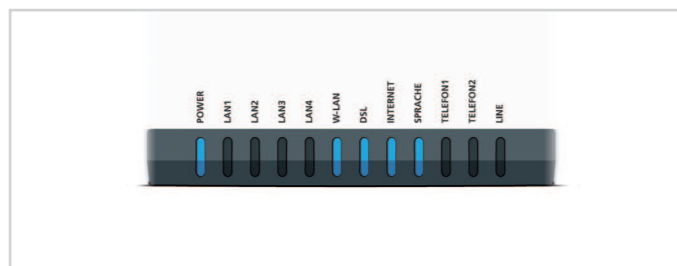 POWER
LAN1
LAN2
LAN3
LAN4
W-LAN
DSL
INTERNET
SPRACHE
TELEFON1
TELEFON2
LINE